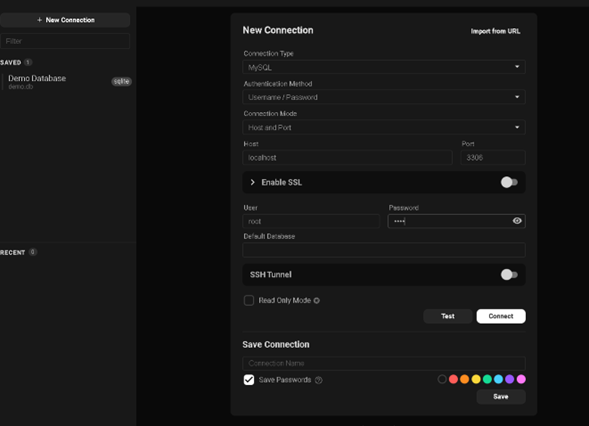 + New Connection
Filter
SAVED 1
Demo Database
demo.db
sqlite
RECENT 0
New Connection
Import from URL
Connection Type
MySQL
Authentication Method
Username / Password
Connection Mode
Host and Port
Host Port
localhost 3306
Enable SSL
User Password
root ••••
Default Database
SSH Tunnel
Read Only Mode
Test Connect
Save Connection
Connection Name
Save Passwords
Save